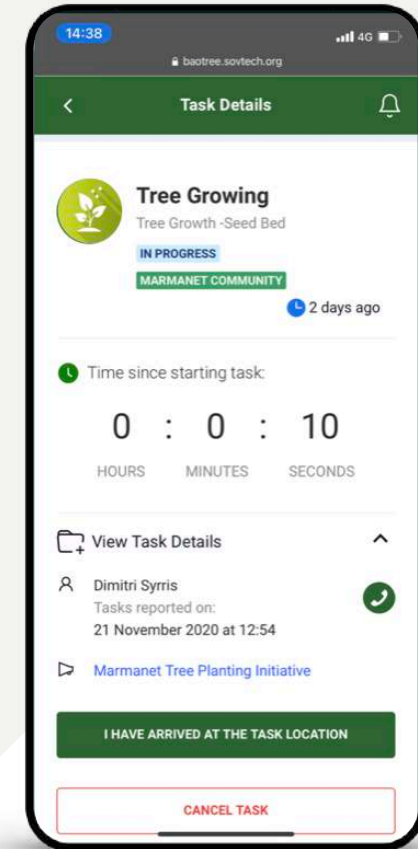 14:38
4G
baotree.sovtech.org
Task Details
Tree Growing
Tree Growth -Seed Bed
IN PROGRESS
MARMANET COMMUNITY
2 days ago
Time since starting task:
0 : 0 : 10
HOURS MINUTES SECONDS
View Task Details
Dimitri Syrris
Tasks reported on:
21 November 2020 at 12:54
Marmanet Tree Planting Initiative
I HAVE ARRIVED AT THE TASK LOCATION
CANCEL TASK